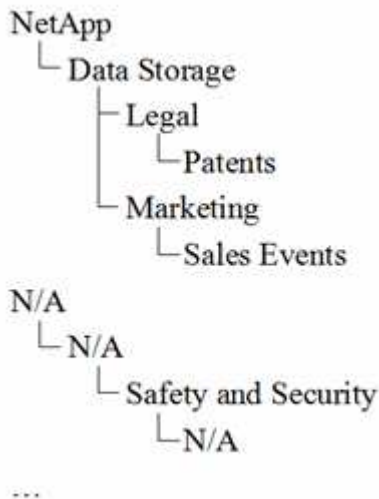 NetApp
Data Storage
Legal
Patents
Marketing
Sales Events
N/A
N/A
Safety and Security
N/A
...